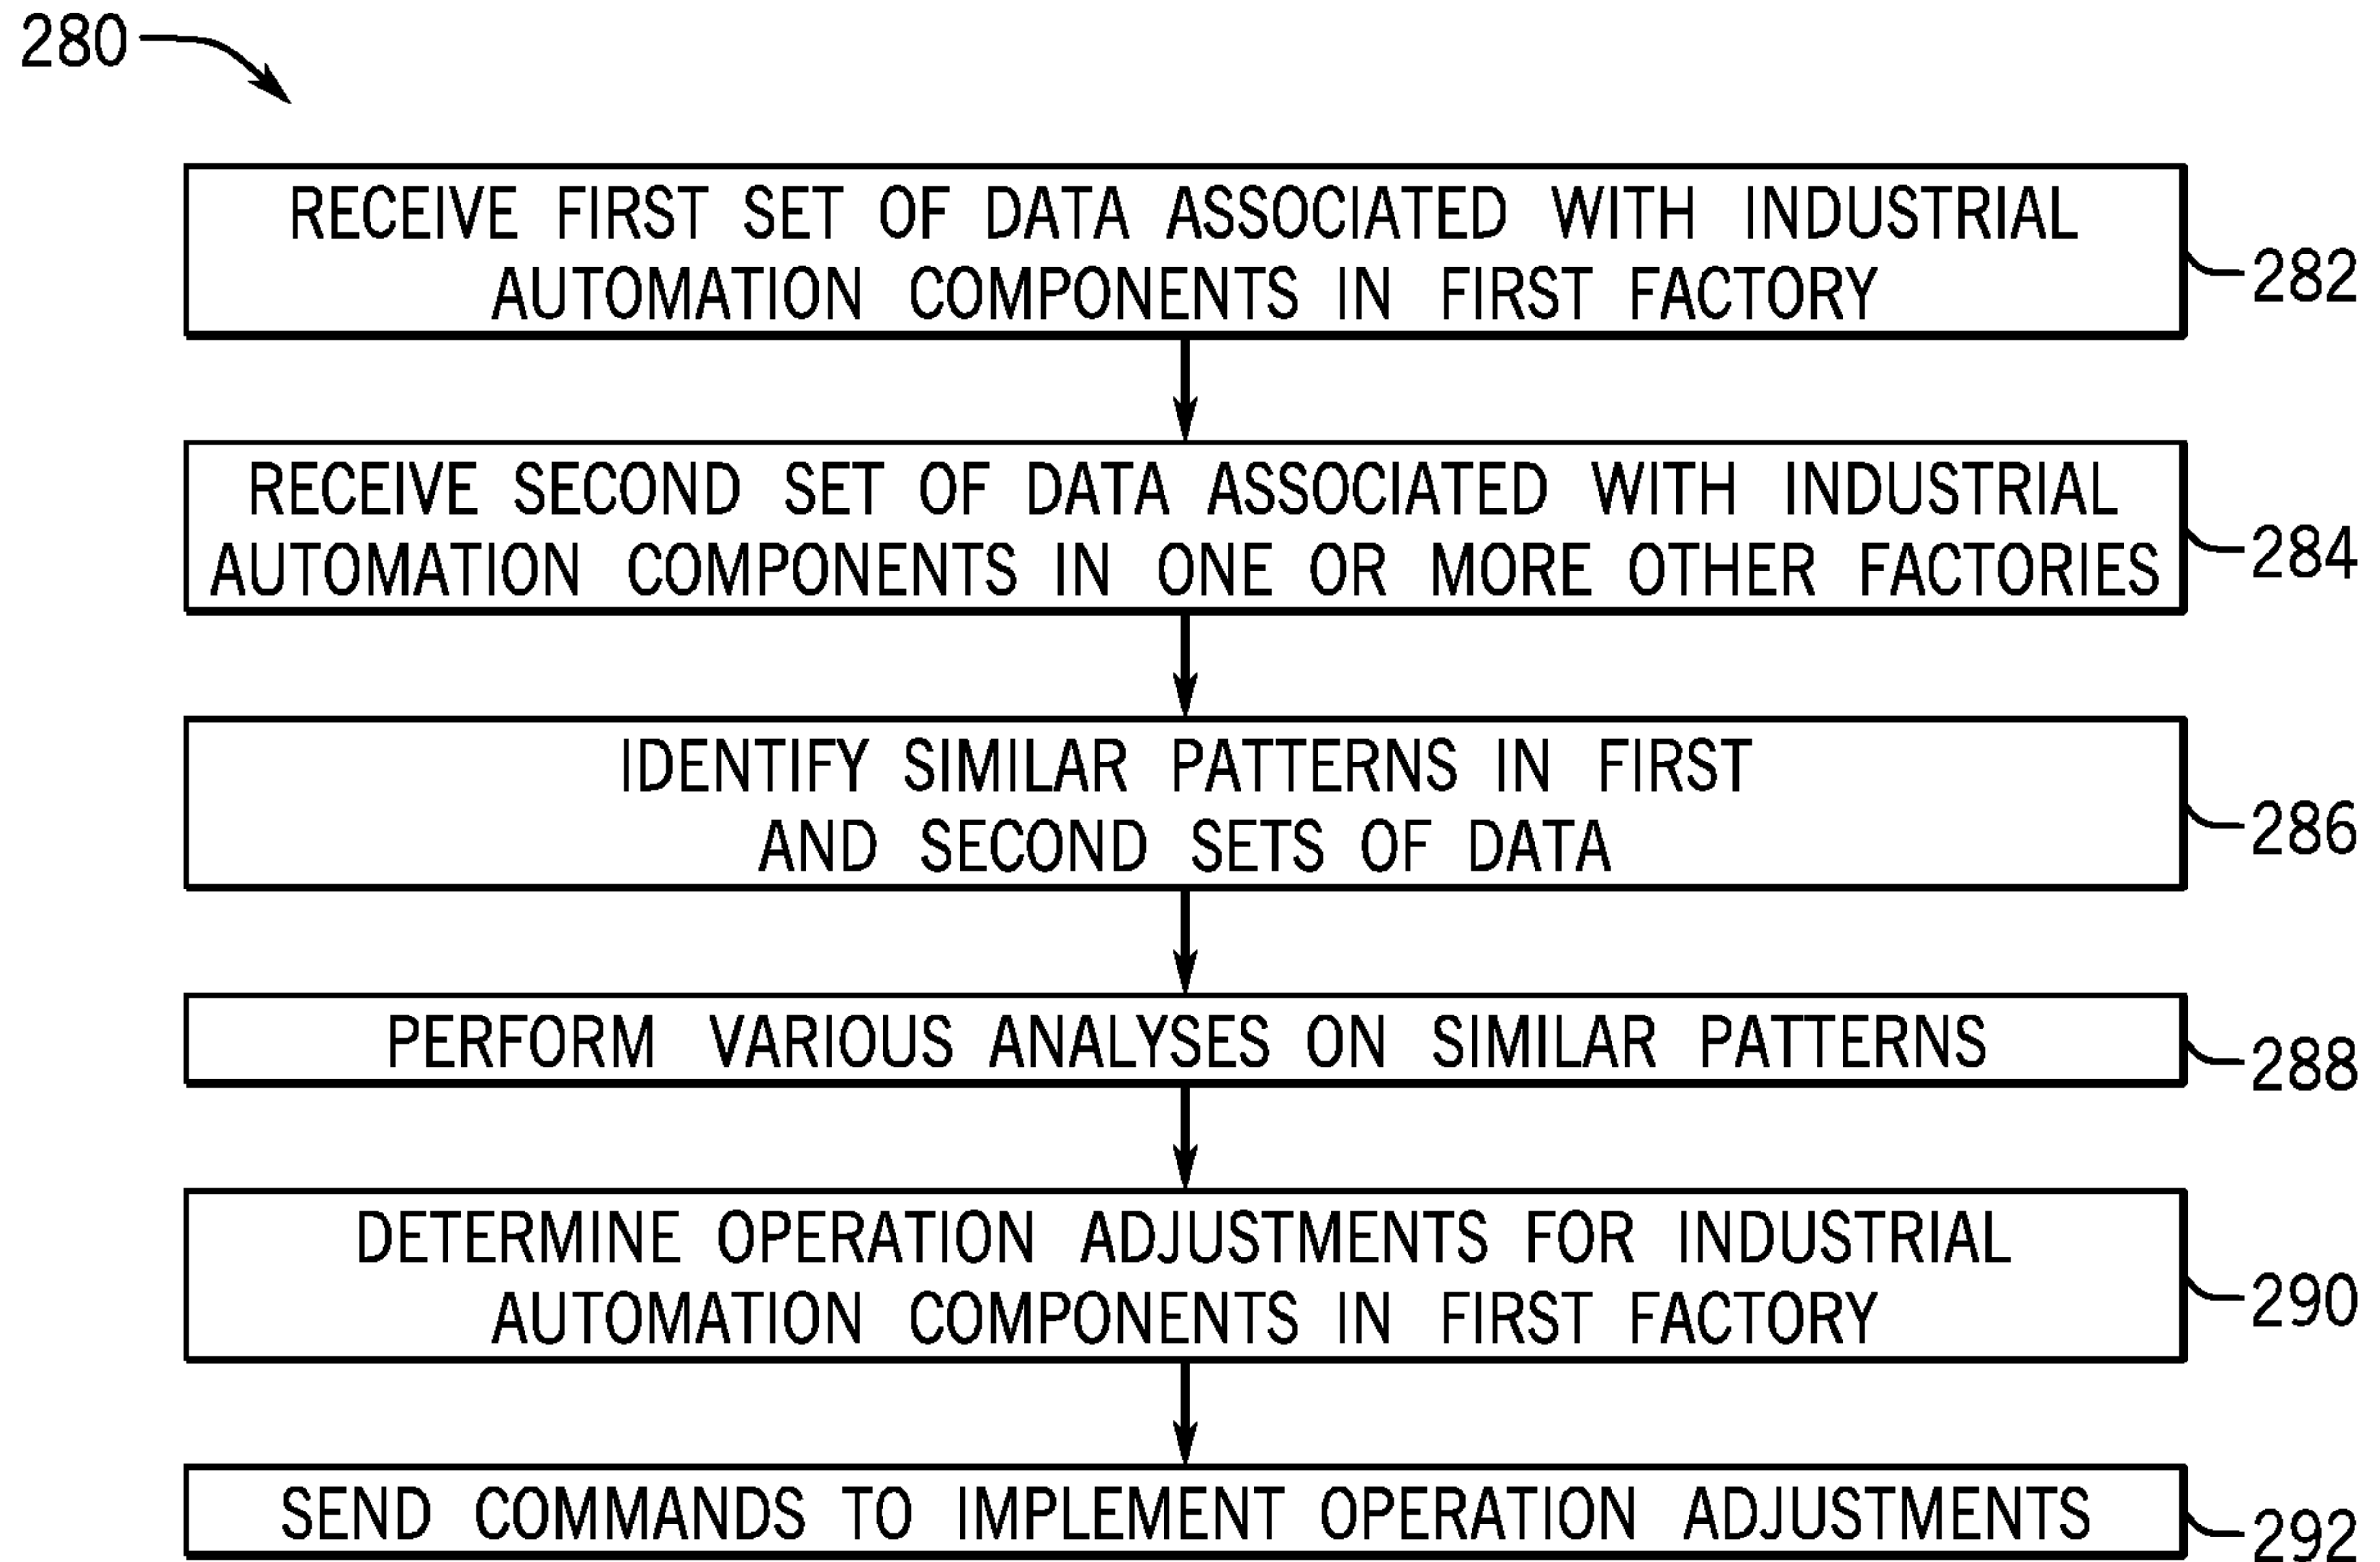 280
RECEIVE FIRST SET OF DATA ASSOCIATED WITH INDUSTRIAL
AUTOMATION COMPONENTS IN FIRST FACTORY
282
RECEIVE SECOND SET OF DATA ASSOCIATED WITH INDUSTRIAL
AUTOMATION COMPONENTS IN ONE OR MORE OTHER FACTORIES
284
IDENTIFY SIMILAR PATTERNS IN FIRST
AND SECOND SETS OF DATA
286
PERFORM VARIOUS ANALYSES ON SIMILAR PATTERNS
288
DETERMINE OPERATION ADJUSTMENTS FOR INDUSTRIAL
AUTOMATION COMPONENTS IN FIRST FACTORY
290
SEND COMMANDS TO IMPLEMENT OPERATION ADJUSTMENTS
292